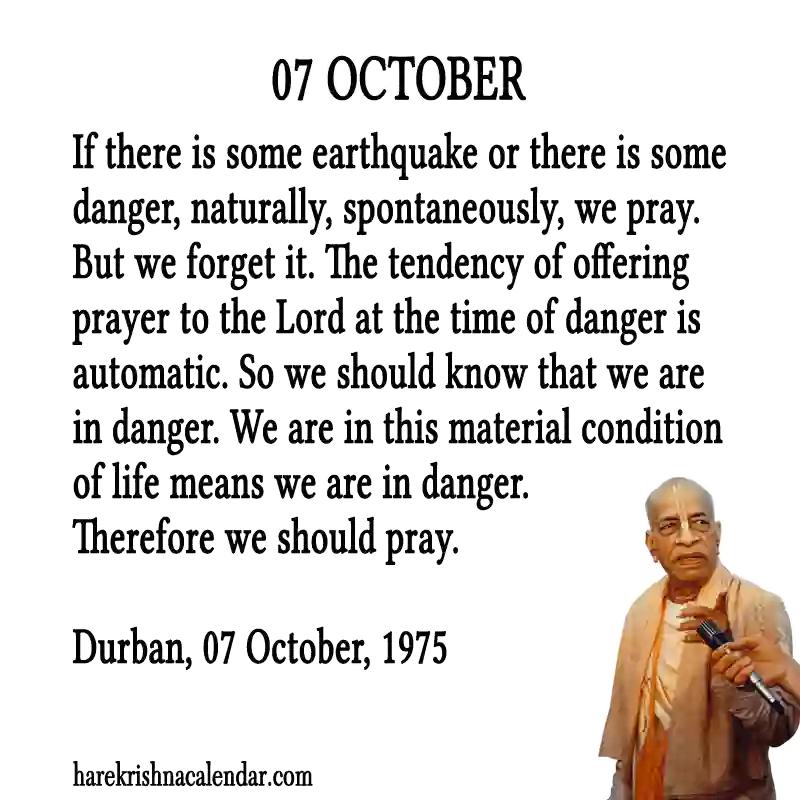 07 OCTOBER
If there is some earthquake or there is some
danger, naturally, spontaneously, we pray.
But we forget it. The tendency of offering
prayer to the Lord at the time of danger is
automatic. So we should know that we are
in danger. We are in this material condition
of life means we are in danger.
Therefore we should pray.
Durban, 07 October, 1975
harekrishnacalendar.com